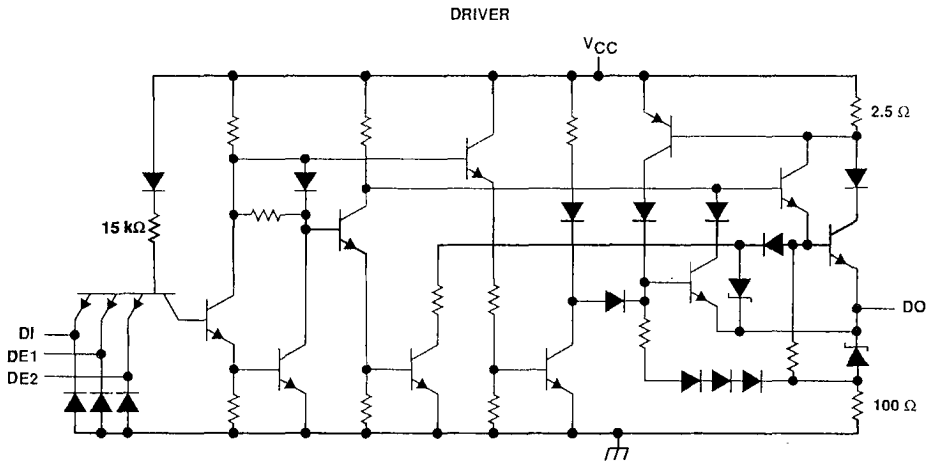 DRIVER
VCC
2.5 Ω
15 kΩ
DI
DE1
DE2
DO
100 Ω